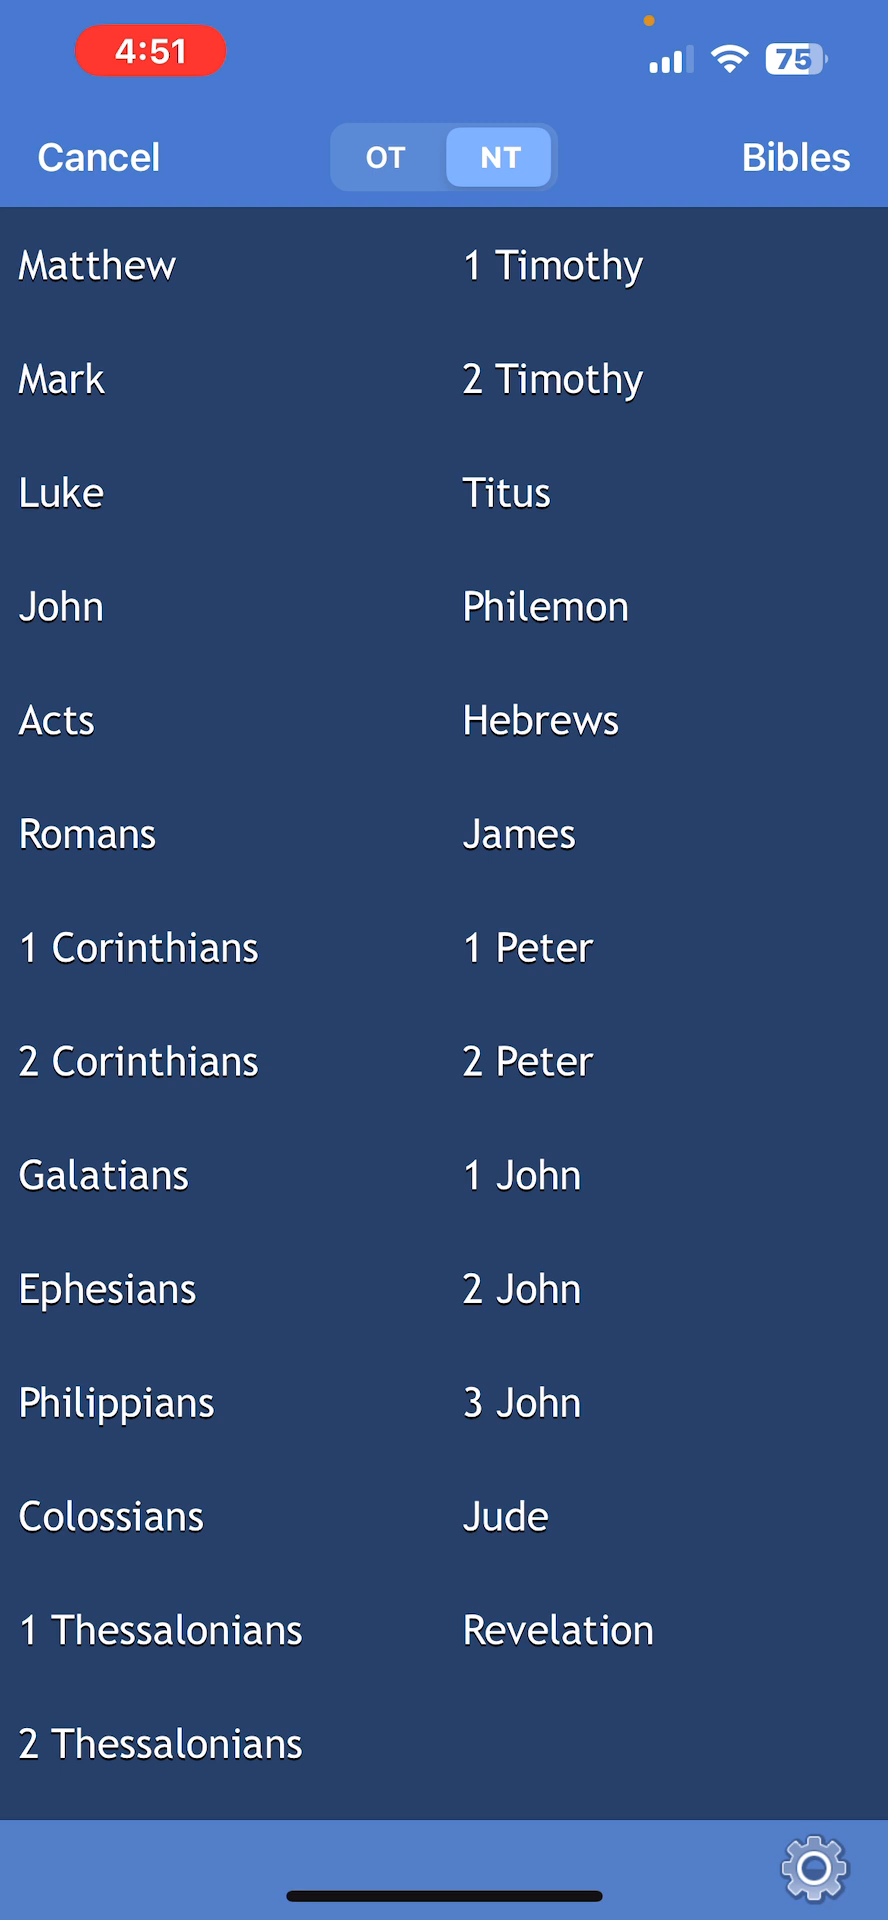 4:51
75
Cancel
OT
NT
Bibles
Matthew
1 Timothy
Mark
2 Timothy
Luke
Titus
John
Philemon
Acts
Hebrews
Romans
James
1 Corinthians
1 Peter
2 Corinthians
2 Peter
Galatians
1 John
Ephesians
2 John
Philippians
3 John
Colossians
Jude
1 Thessalonians
Revelation
2 Thessalonians